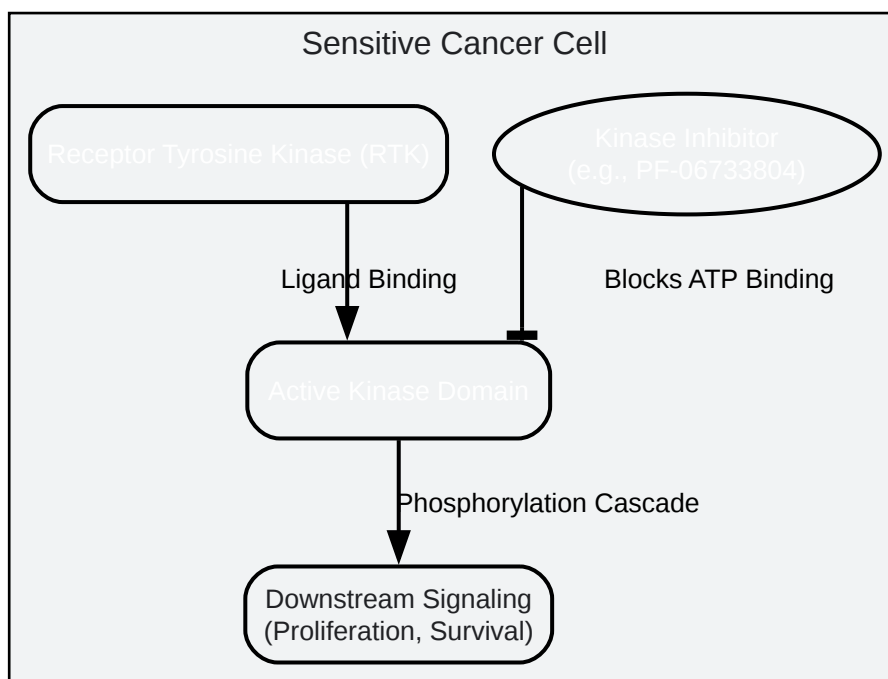 Sensitive Cancer Cell
Receptor Tyrosine Kinase (RTK)
Kinase Inhibitor
(e.g., PF-06733804)
Ligand Binding
Blocks ATP Binding
Active Kinase Domain
Phosphorylation Cascade
Downstream Signaling
(Proliferation, Survival)